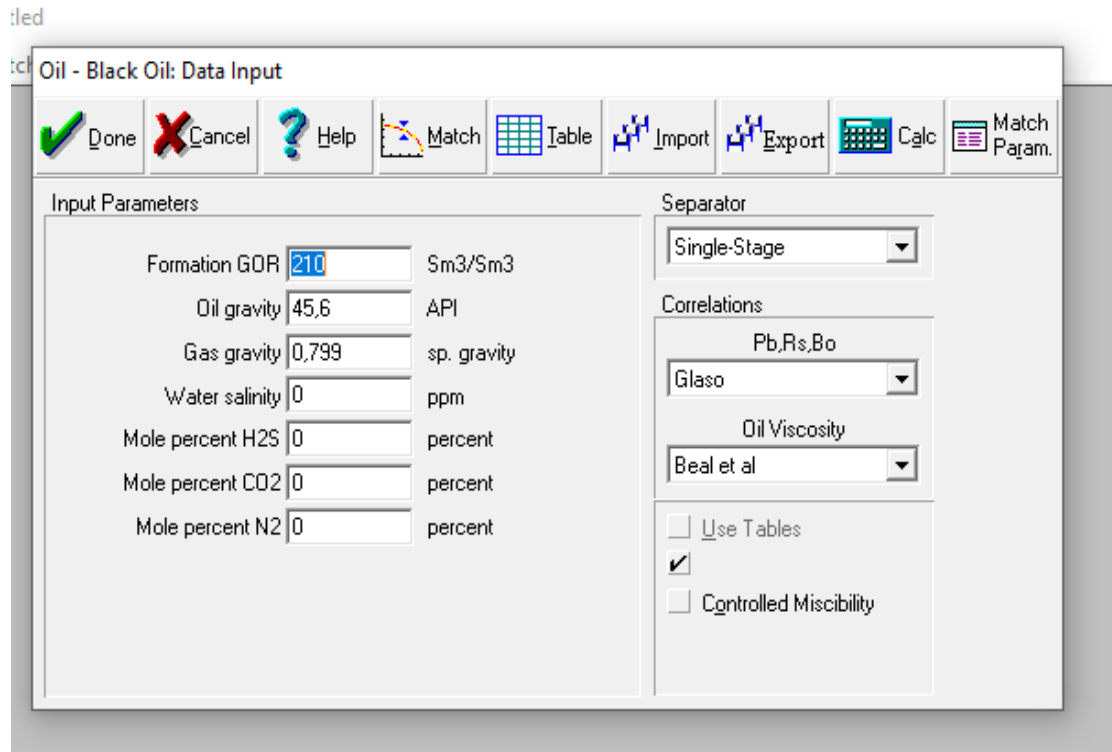 tled
tch
Oil - Black Oil: Data Input
Done Cancel Help Match Table Import Export Calc Match Param.
Input Parameters
Formation GOR 210 Sm3/Sm3
Oil gravity 45,6 API
Gas gravity 0,799 sp. gravity
Water salinity 0 ppm
Mole percent H2S 0 percent
Mole percent CO2 0 percent
Mole percent N2 0 percent
Separator
Single-Stage
Correlations
Pb,Rs,Bo
Glaso
Oil Viscosity
Beal et al
Use Tables
Controlled Miscibility